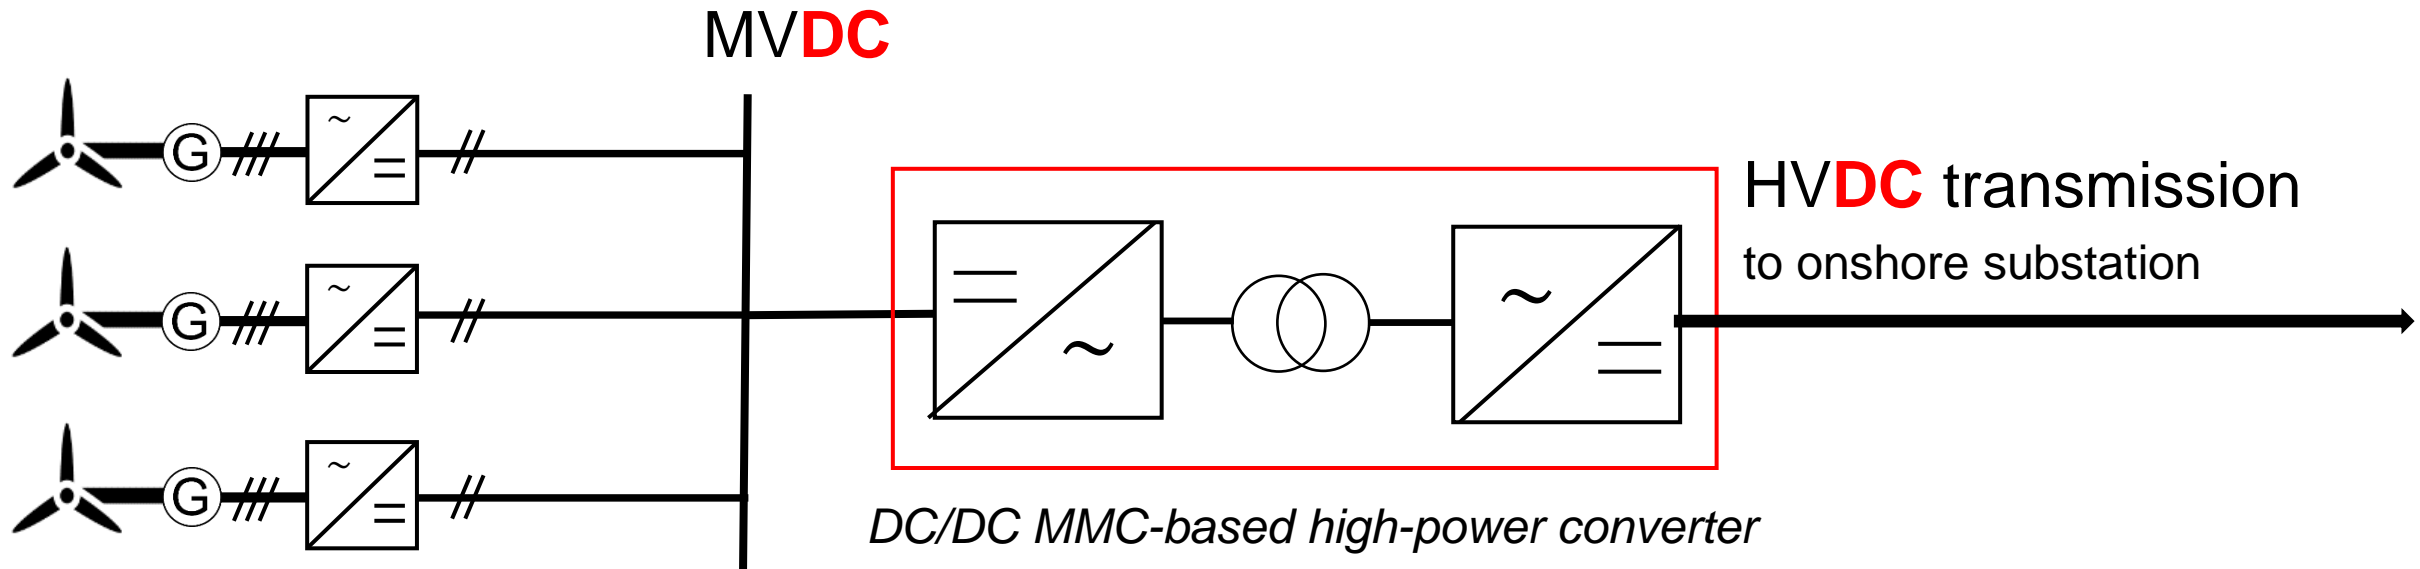 MVDC
G
G
G
HVDC transmission
to onshore substation
DC/DC MMC-based high-power converter